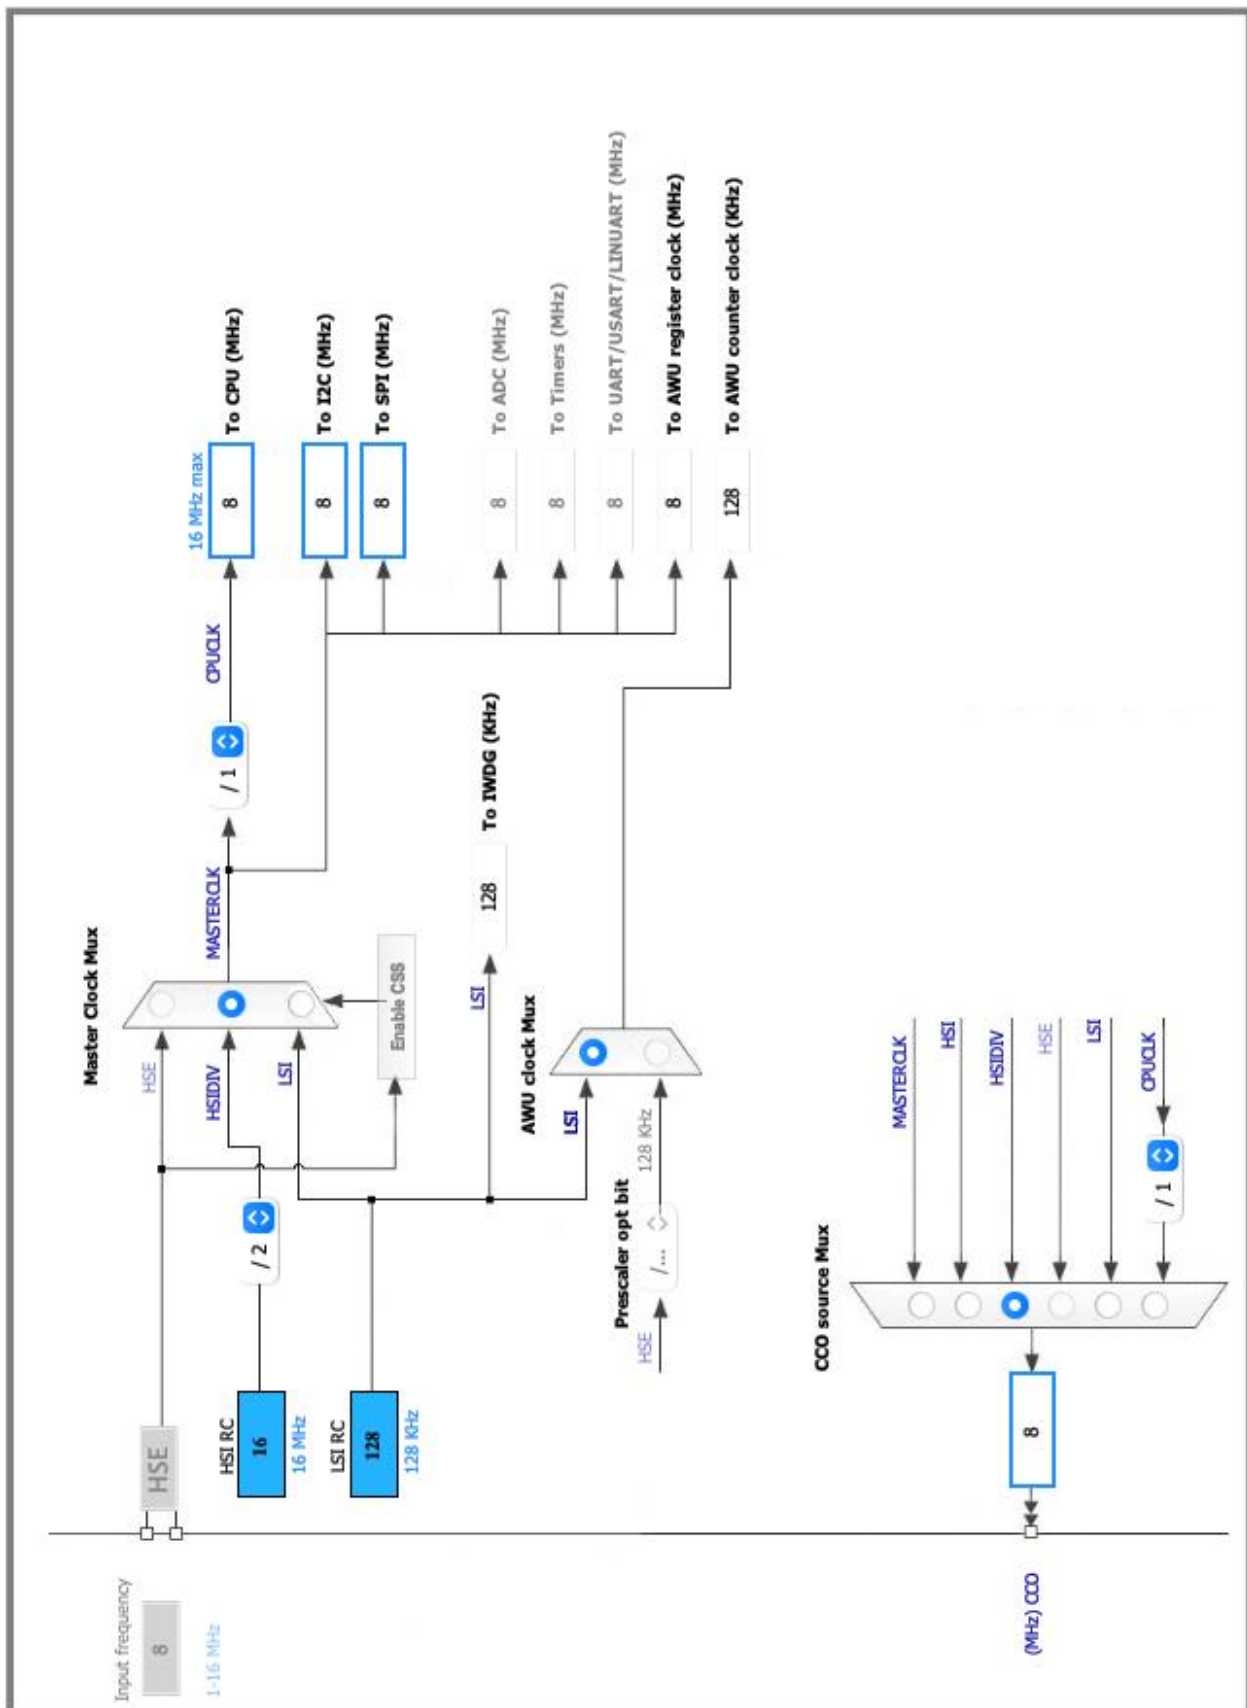 Input frequency
8
1-16 MHz
HSE
HSI RC
16
16 MHz
/ 2
LSI RC
128
128 KHz
HSE
HSIDIV
LSI
Master Clock Mux
Enable CSS
MASTERCLK
/ 1
CPUCLK
16 MHz max
8
To CPU (MHz)
8
To I2C (MHz)
8
To SPI (MHz)
8
To ADC (MHz)
8
To Timers (MHz)
8
To UART/USART/LINUART (MHz)
8
To AWU register clock (MHz)
128
To AWU counter clock (KHz)
LSI
128
To IWDG (KHz)
AWU clock Mux
LSI
Prescaler opt bit
HSE
/...
128 KHz
CCO source Mux
MASTERCLK
HSI
HSIDIV
HSE
LSI
CPUCLK
/ 1
8
(MHz) CCO